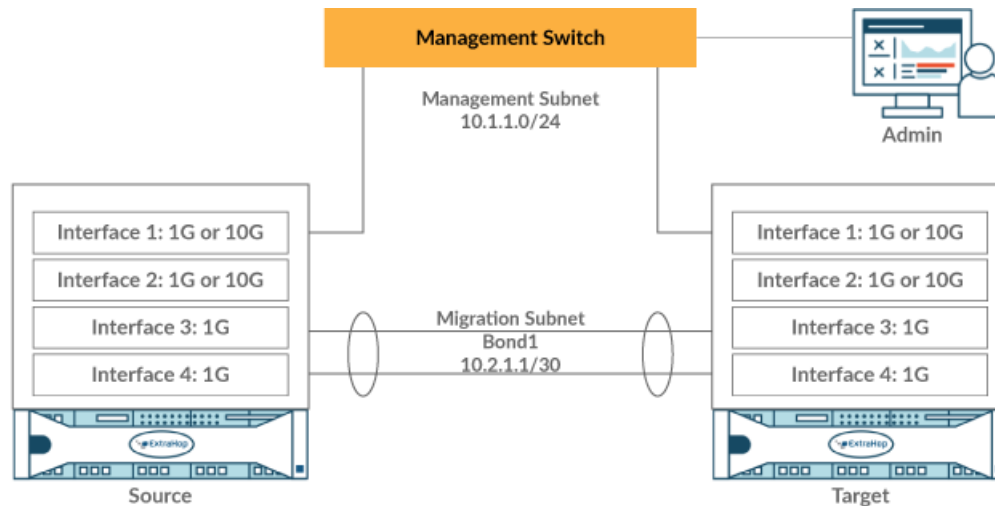 Management Switch
Management Subnet
10.1.1.0/24
Admin
Interface 1: 1G or 10G
Interface 2: 1G or 10G
Interface 3: 1G
Interface 4: 1G
Migration Subnet
Bond1
10.2.1.1/30
Interface 1: 1G or 10G
Interface 2: 1G or 10G
Interface 3: 1G
Interface 4: 1G
ExtraHop
Source
ExtraHop
Target